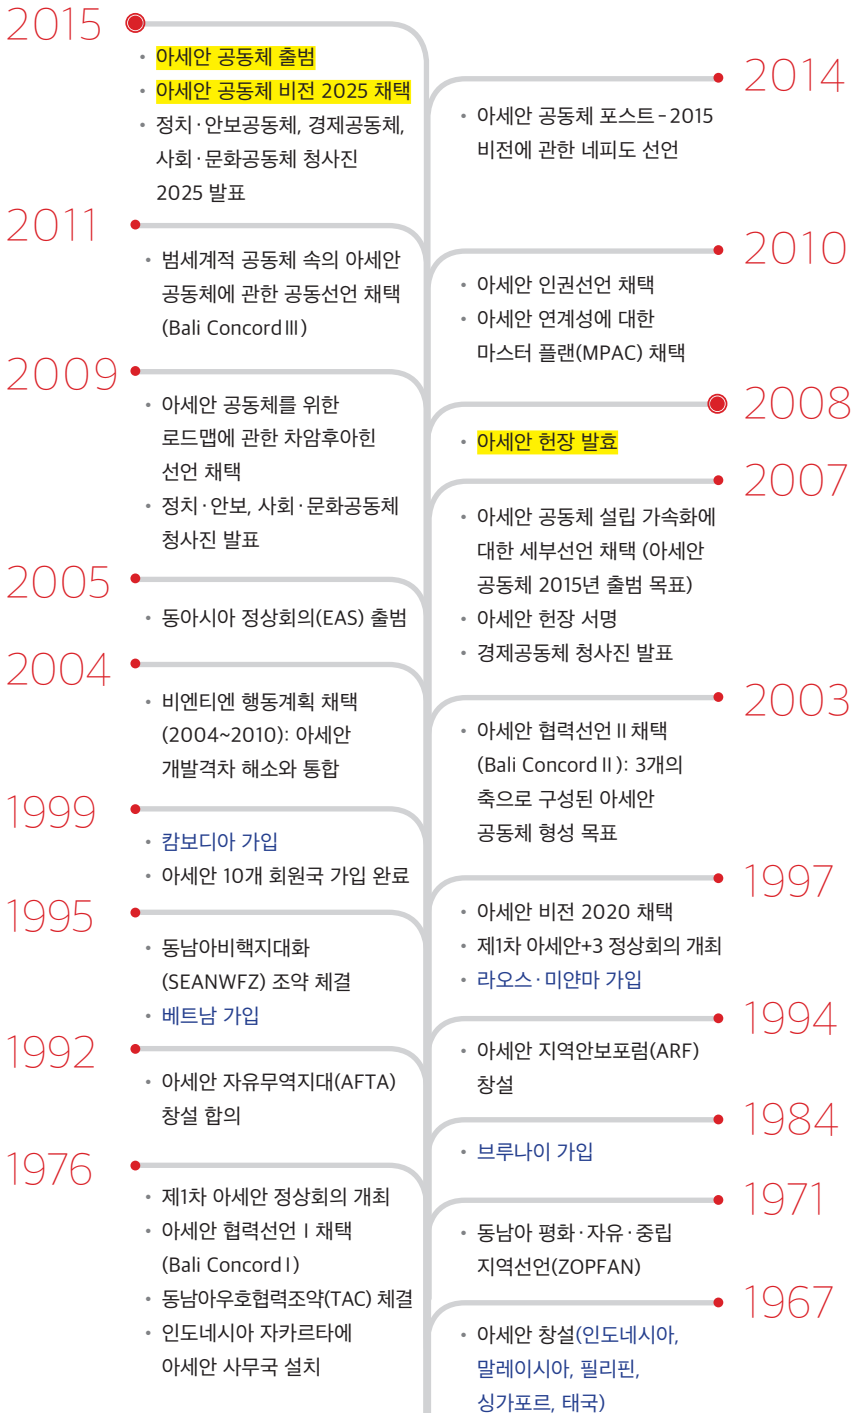 2015
• 아세안 공동체 출범
• 아세안 공동체 비전 2025 채택
• 정치·안보공동체, 경제공동체,
사회·문화공동체 청사진
2025 발표
2014
• 아세안 공동체 포스트-2015
비전에 관한 네피도 선언
2011
• 범세계적 공동체 속의 아세안
공동체에 관한 공동선언 채택
(Bali Concord Ⅲ)
2010
• 아세안 인권선언 채택
• 아세안 연계성에 대한
마스터 플랜(MPAC) 채택
2009
• 아세안 공동체를 위한
로드맵에 관한 차암후아힌
선언 채택
• 정치·안보, 사회·문화공동체
청사진 발표
2008
• 아세안 헌장 발효
2007
• 아세안 공동체 설립 가속화에
대한 세부선언 채택 (아세안
공동체 2015년 출범 목표)
• 아세안 헌장 서명
• 경제공동체 청사진 발표
2005
• 동아시아 정상회의(EAS) 출범
2004
• 비엔티엔 행동계획 채택
(2004~2010): 아세안
개발격차 해소와 통합
2003
• 아세안 협력선언 Ⅱ 채택
(Bali Concord Ⅱ): 3개의
축으로 구성된 아세안
공동체 형성 목표
1999
• 캄보디아 가입
• 아세안 10개 회원국 가입 완료
1997
• 아세안 비전 2020 채택
• 제1차 아세안+3 정상회의 개최
• 라오스·미얀마 가입
1995
• 동남아비핵지대화
(SEANWFZ) 조약 체결
• 베트남 가입
1994
• 아세안 지역안보포럼(ARF)
창설
1992
• 아세안 자유무역지대(AFTA)
창설 합의
1984
• 브루나이 가입
1976
• 제1차 아세안 정상회의 개최
• 아세안 협력선언 Ⅰ 채택
(Bali Concord Ⅰ)
• 동남아우호협력조약(TAC) 체결
• 인도네시아 자카르타에
아세안 사무국 설치
1971
• 동남아 평화·자유·중립
지역선언(ZOPFAN)
1967
• 아세안 창설(인도네시아,
말레이시아, 필리핀,
싱가포르, 태국)